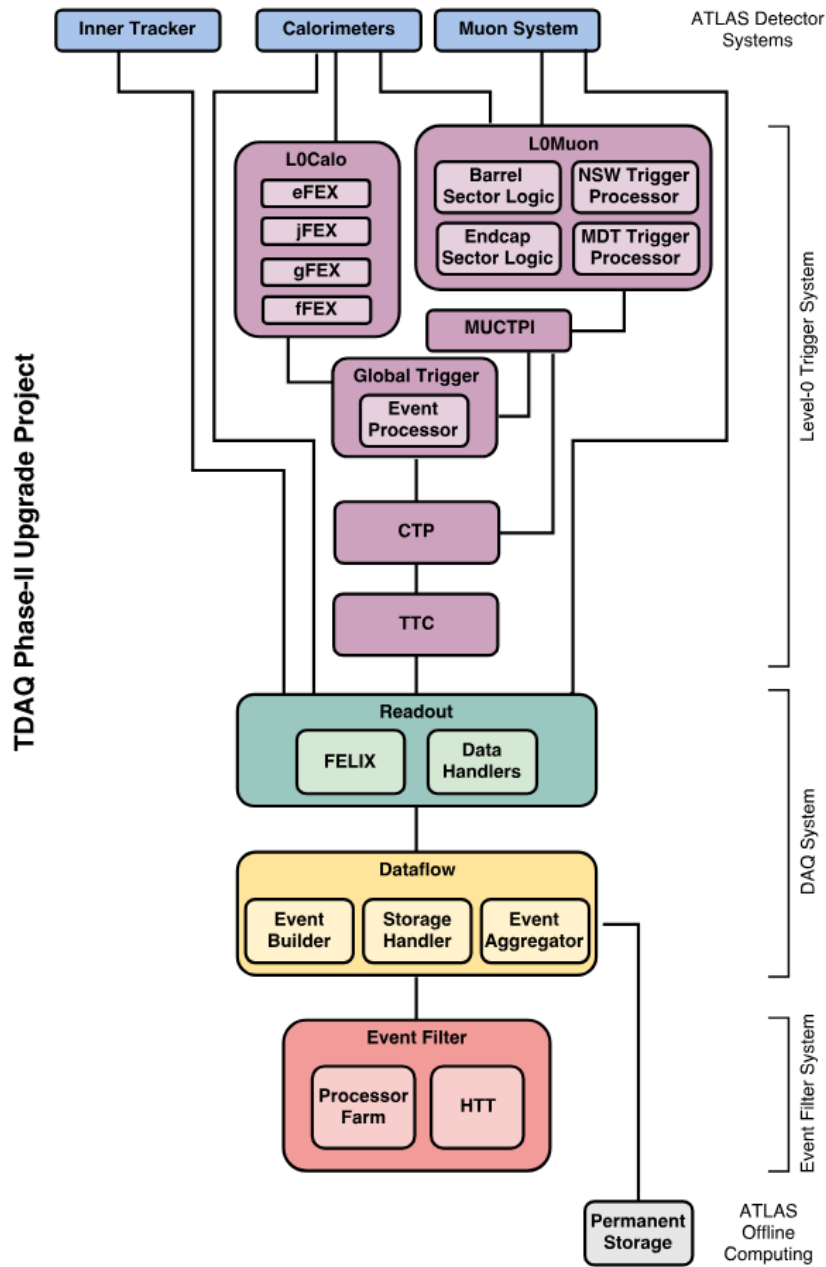 Inner Tracker
Calorimeters
Muon System
ATLAS Detector
Systems
TDAQ Phase-II Upgrade Project
L0Calo
eFEX
jFEX
gFEX
fFEX
L0Muon
Barrel
Sector Logic
NSW Trigger
Processor
Endcap
Sector Logic
MDT Trigger
Processor
MUCTPI
Global Trigger
Event
Processor
CTP
TTC
Level-0 Trigger System
Readout
FELIX
Data
Handlers
Dataflow
Event
Builder
Storage
Handler
Event
Aggregator
DAQ System
Event Filter
Processor
Farm
HTT
Event Filter System
Permanent
Storage
ATLAS
Offline
Computing